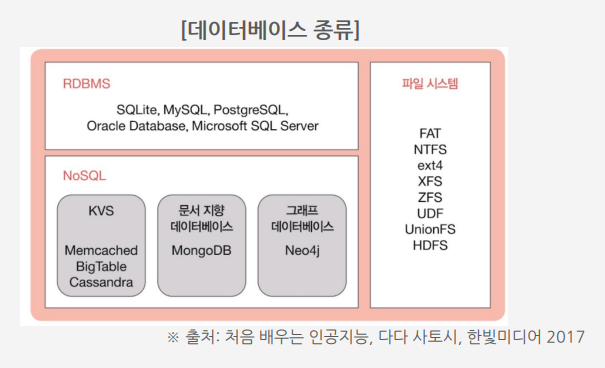 [데이터베이스 종류]
RDBMS
SQLite, MySQL, PostgreSQL,
Oracle Database, Microsoft SQL Server
NoSQL
KVS
Memcached
BigTable
Cassandra
문서 지향
데이터베이스
MongoDB
그래프
데이터베이스
Neo4j
파일 시스템
FAT
NTFS
ext4
XFS
ZFS
UDF
UnionFS
HDFS
※ 출처: 처음 배우는 인공지능, 다다 사토시, 한빛미디어 2017